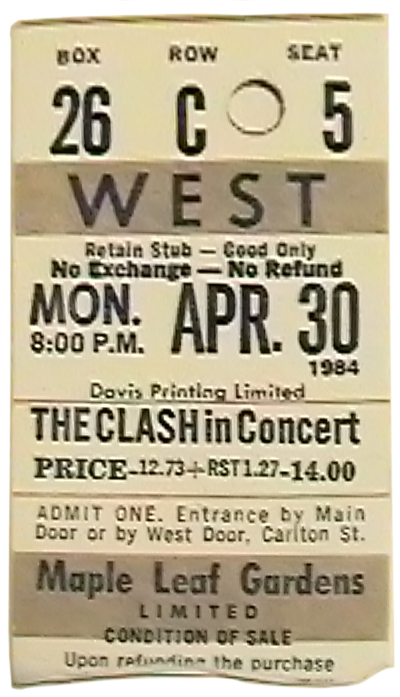 BOX ROW SEAT
26 C 5
WEST
Retain Stub — Good Only
No Exchange — No Refund
MON. APR. 30
8:00 P.M.
1984
Davis Printing Limited
THE CLASH in Concert
PRICE-12.73+RST1.27-14.00
ADMIT ONE. Entrance by Main
Door or by West Door, Carlton St.
Maple Leaf Gardens
LIMITED
CONDITION OF SALE
Upon refunding the purchase